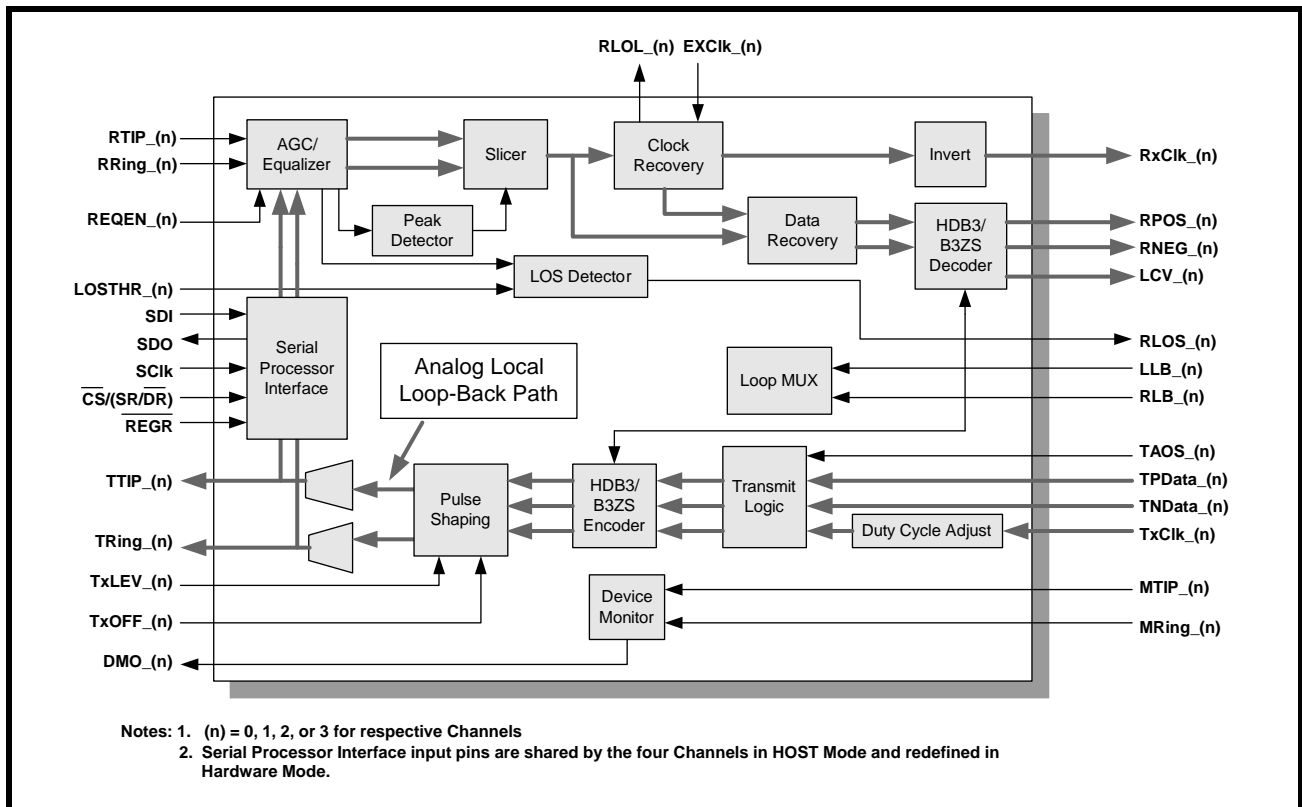 RLOL_(n) EXClk_(n)
RTIP_(n)
RRing_(n)
REQEN_(n)
LOSTHR_(n)
SDI
SDO
SClk
CS/(SR/DR)
REGR
TTIP_(n)
TRing_(n)
TxLEV_(n)
TxOFF_(n)
DMO_(n)
AGC/
Equalizer
Slicer
Clock
Recovery
Invert
Peak
Detector
Data
Recovery
HDB3/
B3ZS
Decoder
LOS Detector
Serial
Processor
Interface
Analog Local
Loop-Back Path
Loop MUX
Pulse
Shaping
HDB3/
B3ZS
Encoder
Transmit
Logic
Duty Cycle Adjust
Device
Monitor
RxClk_(n)
RPOS_(n)
RNEG_(n)
LCV_(n)
RLOS_(n)
LLB_(n)
RLB_(n)
TAOS_(n)
TPData_(n)
TNData_(n)
TxClk_(n)
MTIP_(n)
MRing_(n)
Notes: 1. (n) = 0, 1, 2, or 3 for respective Channels
2. Serial Processor Interface input pins are shared by the four Channels in HOST Mode and redefined in
Hardware Mode.